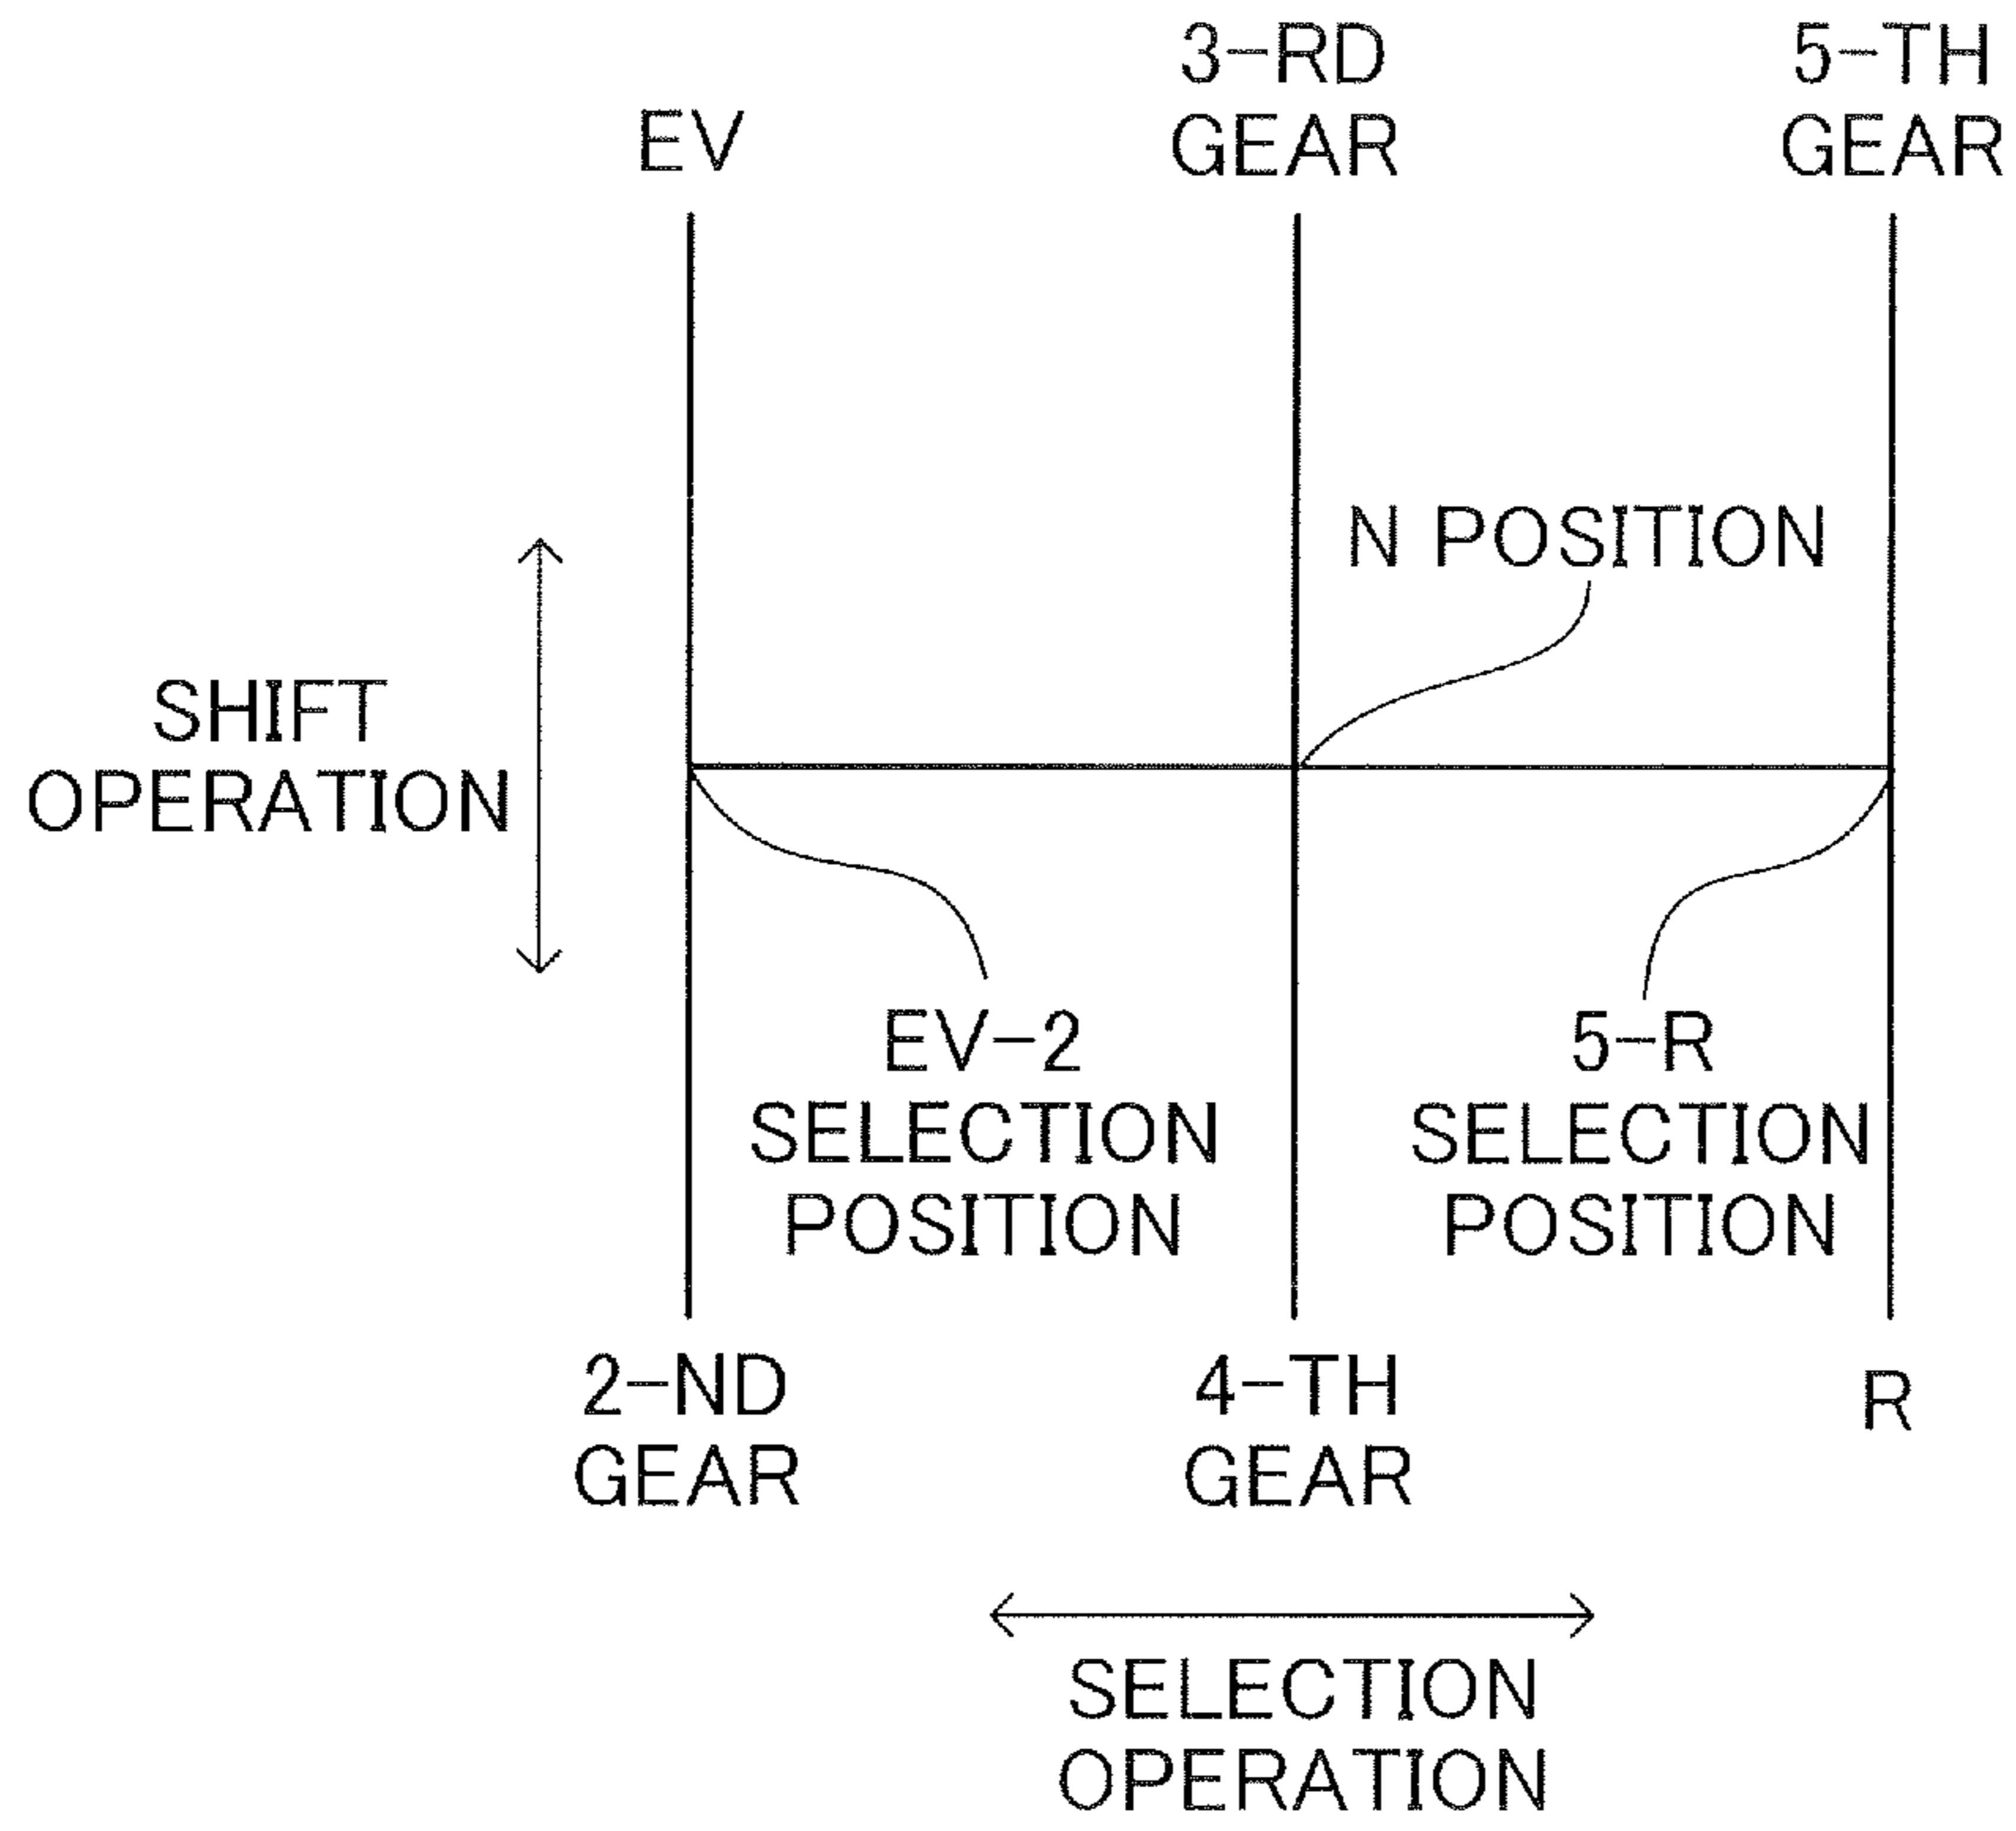 EV
3-RD
GEAR
5-TH
GEAR
N POSITION
SHIFT
OPERATION
EV-2
SELECTION
POSITION
5-R
SELECTION
POSITION
2-ND
GEAR
4-TH
GEAR
R
SELECTION
OPERATION